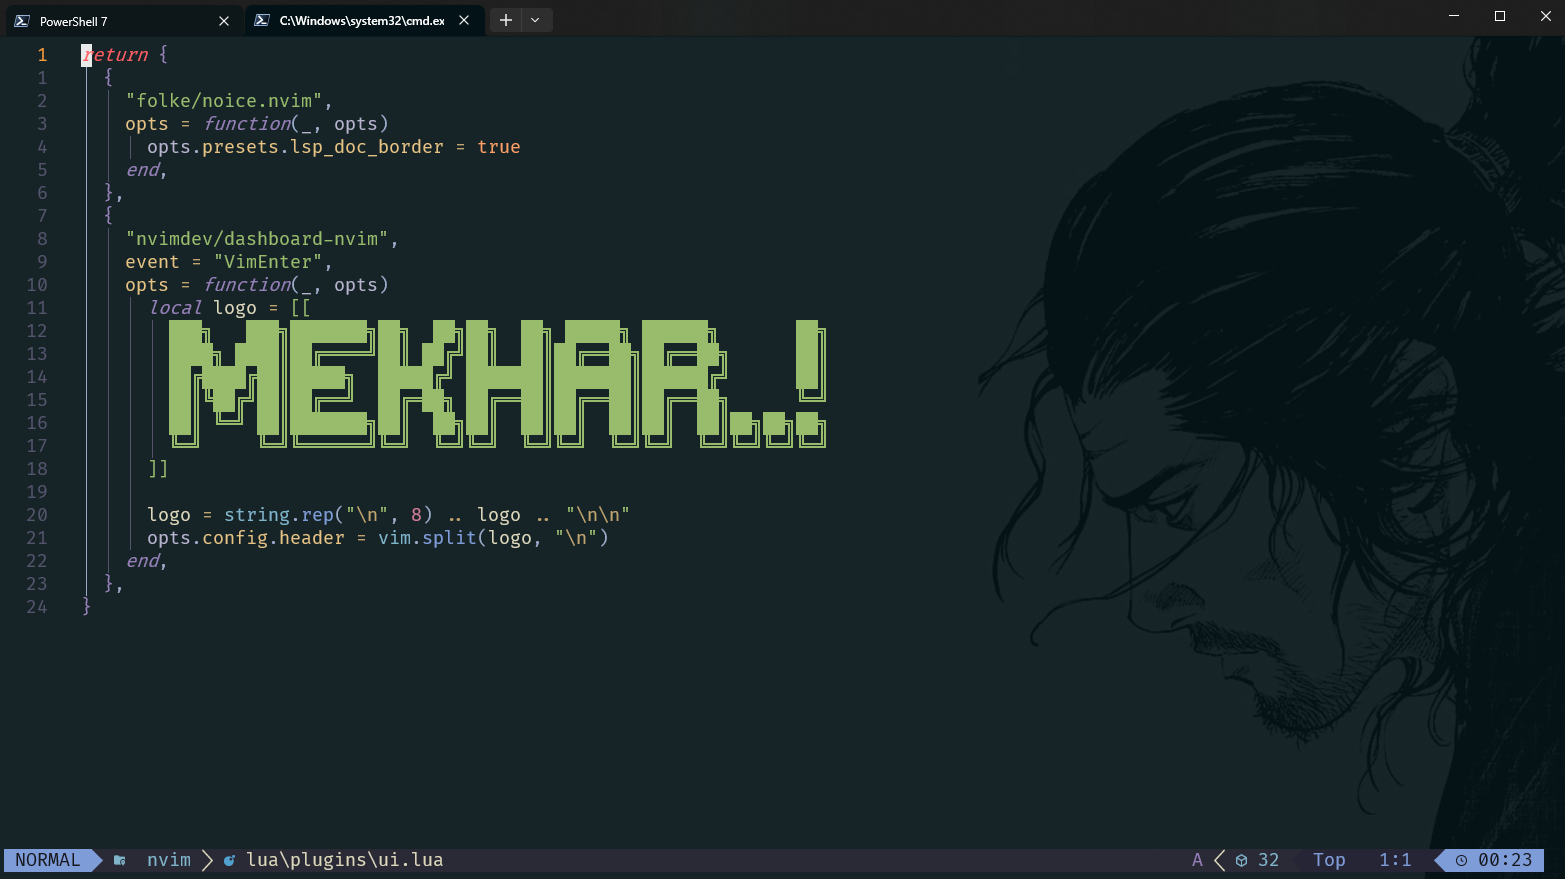 PowerShell 7
C:\Windows\system32\cmd.ex
1 return {
1 {
2 "folke/noice.nvim",
3 opts = function(_, opts)
4 opts.presets.lsp_doc_border = true
5 end,
6 },
7 {
8 "nvimdev/dashboard-nvim",
9 event = "VimEnter",
10 opts = function(_, opts)
11 local logo = [[
12
13
14 MEKHAR..!
15
16
17
18 ]]
19
20 logo = string.rep("\n", 8) .. logo .. "\n\n"
21 opts.config.header = vim.split(logo, "\n")
22 end,
23 },
24 }
NORMAL nvim lua\plugins\ui.lua A 32 Top 1:1 00:23